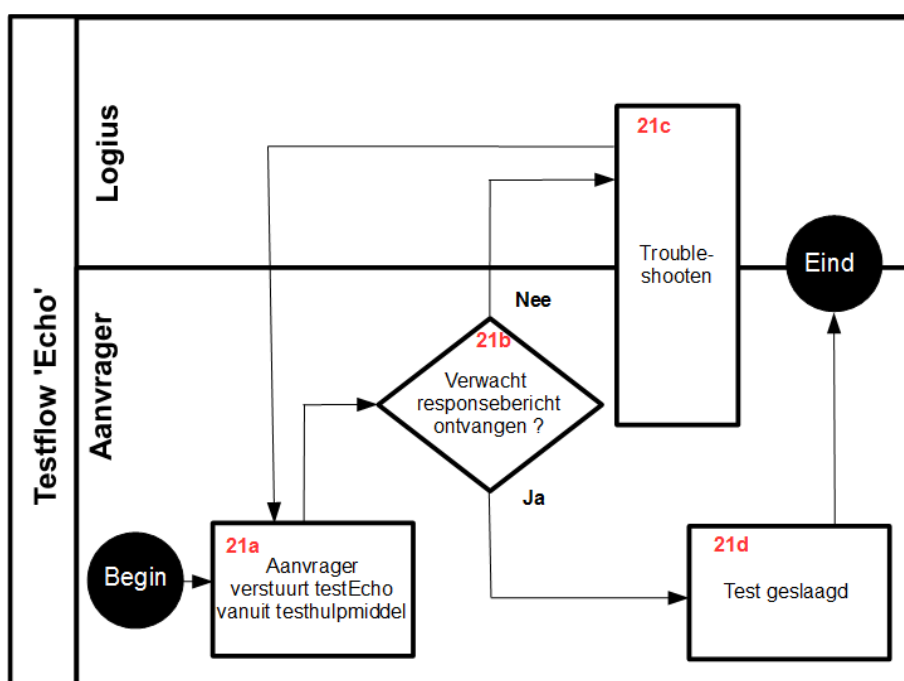 Testflow 'Echo'
Logius
21c
Trouble-
shooten
Eind
Aanvrager
Nee
21b
Verwacht
responsebericht
ontvangen ?
Ja
Begin
21a
Aanvrager
verstuurt testEcho
vanuit testhulpmiddel
21d
Test geslaagd